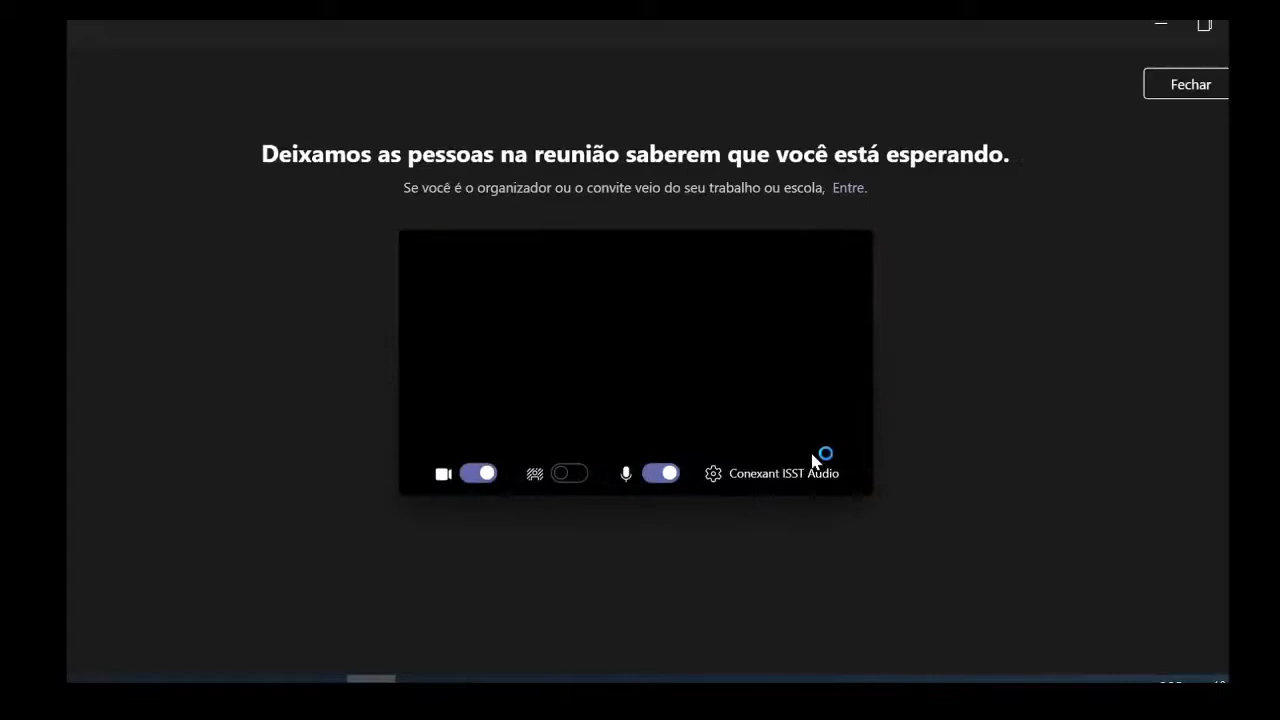 Fechar
Deixamos as pessoas na reunião saberem que você está esperando.
Se você é o organizador ou o convite veio do seu trabalho ou escola, Entre.
Conexant ISST Audio